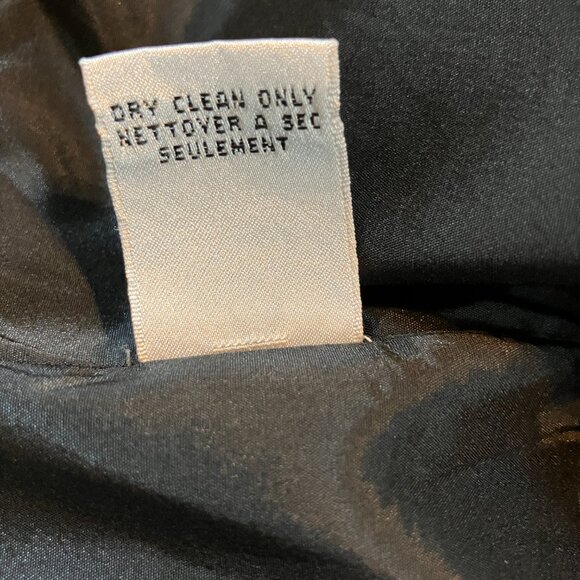 DRY CLEAN ONLY
NETTOYER A SEC
SEULEMENT